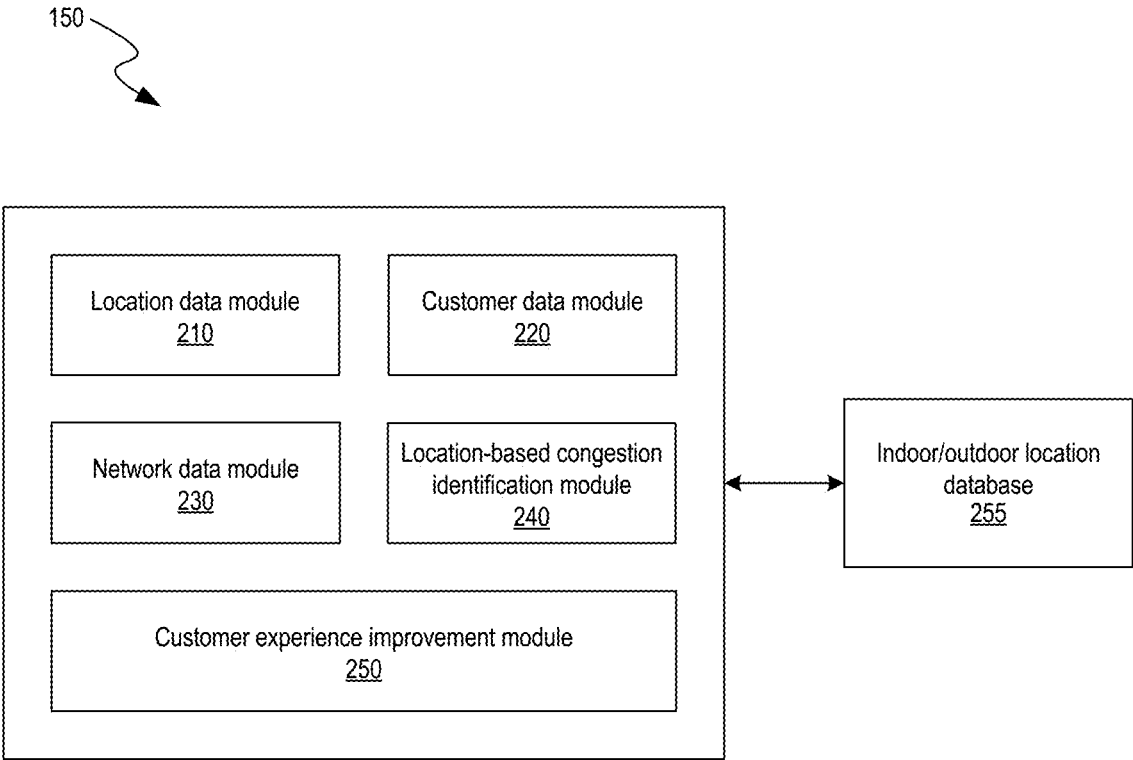 150
Location data module
210
Customer data module
220
Network data module
230
Location-based congestion
identification module
240
Indoor/outdoor location
database
255
Customer experience improvement module
250